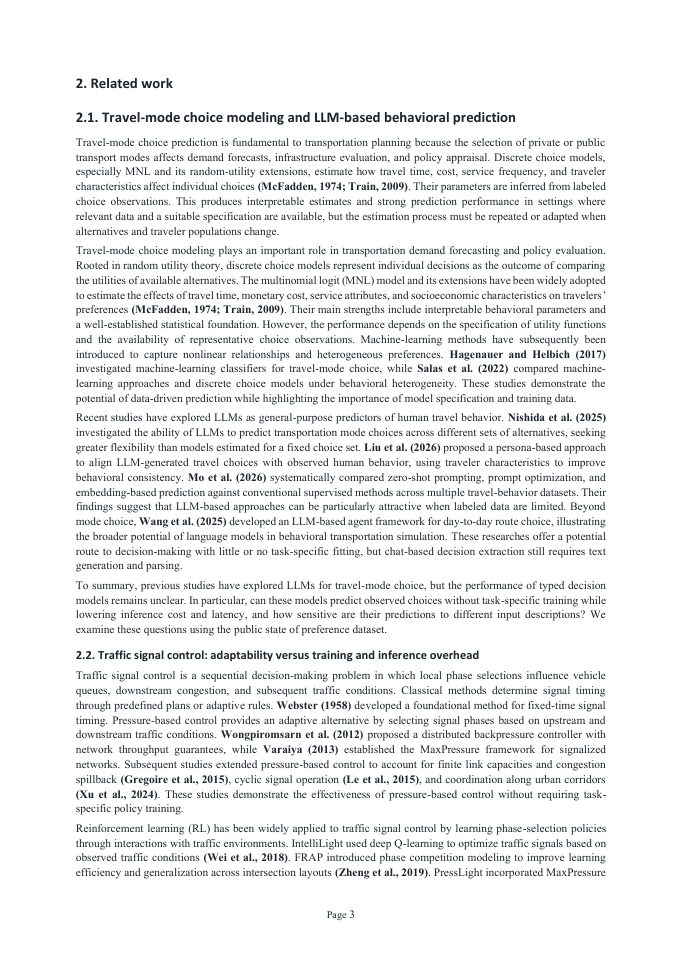 2. Related work
2.1. Travel-mode choice modeling and LLM-based behavioral prediction
Travel-mode choice prediction is fundamental to transportation planning because the selection of private or public
transport modes affects demand forecasts, infrastructure evaluation, and policy appraisal. Discrete choice models,
especially MNL and its random-utility extensions, estimate how travel time, cost, service frequency, and traveler
characteristics affect individual choices (McFadden, 1974; Train, 2009). Their parameters are inferred from labeled
choice observations. This produces interpretable estimates and strong prediction performance in settings where
relevant data and a suitable specification are available, but the estimation process must be repeated or adapted when
alternatives and traveler populations change.
Travel-mode choice modeling plays an important role in transportation demand forecasting and policy evaluation.
Rooted in random utility theory, discrete choice models represent individual decisions as the outcome of comparing
the utilities of available alternatives. The multinomial logit (MNL) model and its extensions have been widely adopted
to estimate the effects of travel time, monetary cost, service attributes, and socioeconomic characteristics on travelers'
preferences (McFadden, 1974; Train, 2009). Their main strengths include interpretable behavioral parameters and
a well-established statistical foundation. However, the performance depends on the specification of utility functions
and the availability of representative choice observations. Machine-learning methods have subsequently been
introduced to capture nonlinear relationships and heterogeneous preferences. Hagenauer and Helbich (2017)
investigated machine-learning classifiers for travel-mode choice, while Salas et al. (2022) compared machine-
learning approaches and discrete choice models under behavioral heterogeneity. These studies demonstrate the
potential of data-driven prediction while highlighting the importance of model specification and training data.
Recent studies have explored LLMs as general-purpose predictors of human travel behavior. Nishida et al. (2025)
investigated the ability of LLMs to predict transportation mode choices across different sets of alternatives, seeking
greater flexibility than models estimated for a fixed choice set. Liu et al. (2026) proposed a persona-based approach
to align LLM-generated travel choices with observed human behavior, using traveler characteristics to improve
behavioral consistency. Mo et al. (2026) systematically compared zero-shot prompting, prompt optimization, and
embedding-based prediction against conventional supervised methods across multiple travel-behavior datasets. Their
findings suggest that LLM-based approaches can be particularly attractive when labeled data are limited. Beyond
mode choice, Wang et al. (2025) developed an LLM-based agent framework for day-to-day route choice, illustrating
the broader potential of language models in behavioral transportation simulation. These researches offer a potential
route to decision-making with little or no task-specific fitting, but chat-based decision extraction still requires text
generation and parsing.
To summary, previous studies have explored LLMs for travel-mode choice, but the performance of typed decision
models remains unclear. In particular, can these models predict observed choices without task-specific training while
lowering inference cost and latency, and how sensitive are their predictions to different input descriptions? We
examine these questions using the public state of preference dataset.
2.2. Traffic signal control: adaptability versus training and inference overhead
Traffic signal control is a sequential decision-making problem in which local phase selections influence vehicle
queues, downstream congestion, and subsequent traffic conditions. Classical methods determine signal timing
through predefined plans or adaptive rules. Webster (1958) developed a foundational method for fixed-time signal
timing. Pressure-based control provides an adaptive alternative by selecting signal phases based on upstream and
downstream traffic conditions. Wongpiromsarn et al. (2012) proposed a distributed backpressure controller with
network throughput guarantees, while Varaiya (2013) established the MaxPressure framework for signalized
networks. Subsequent studies extended pressure-based control to account for finite link capacities and congestion
spillback (Gregoire et al., 2015), cyclic signal operation (Le et al., 2015), and coordination along urban corridors
(Xu et al., 2024). These studies demonstrate the effectiveness of pressure-based control without requiring task-
specific policy training.
Reinforcement learning (RL) has been widely applied to traffic signal control by learning phase-selection policies
through interactions with traffic environments. IntelliLight used deep Q-learning to optimize traffic signals based on
observed traffic conditions (Wei et al., 2018). FRAP introduced phase competition modeling to improve learning
efficiency and generalization across intersection layouts (Zheng et al., 2019). PressLight incorporated MaxPressure
Page 3